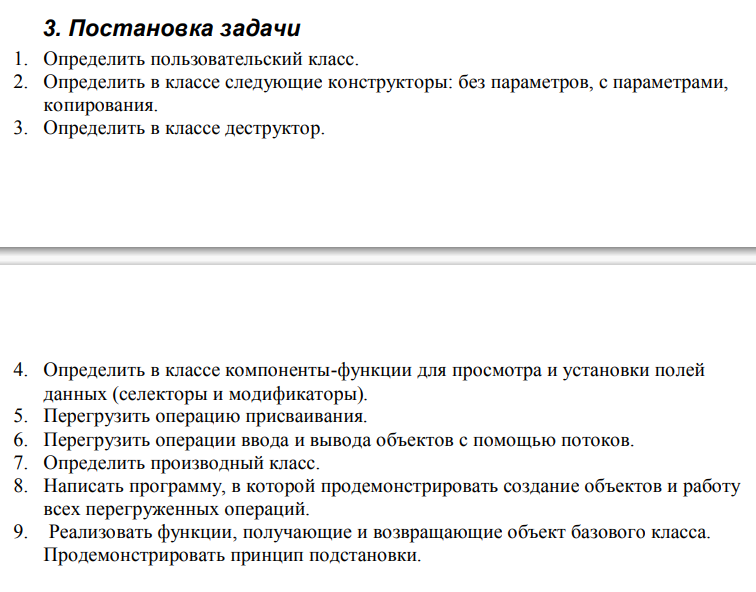 3. Постановка задачи
1. Определить пользовательский класс.
2. Определить в классе следующие конструкторы: без параметров, с параметрами,
копирования.
3. Определить в классе деструктор.
4. Определить в классе компоненты-функции для просмотра и установки полей
данных (селекторы и модификаторы).
5. Перегрузить операцию присваивания.
6. Перегрузить операции ввода и вывода объектов с помощью потоков.
7. Определить производный класс.
8. Написать программу, в которой продемонстрировать создание объектов и работу
всех перегруженных операций.
9. Реализовать функции, получающие и возвращающие объект базового класса.
Продемонстрировать принцип подстановки.